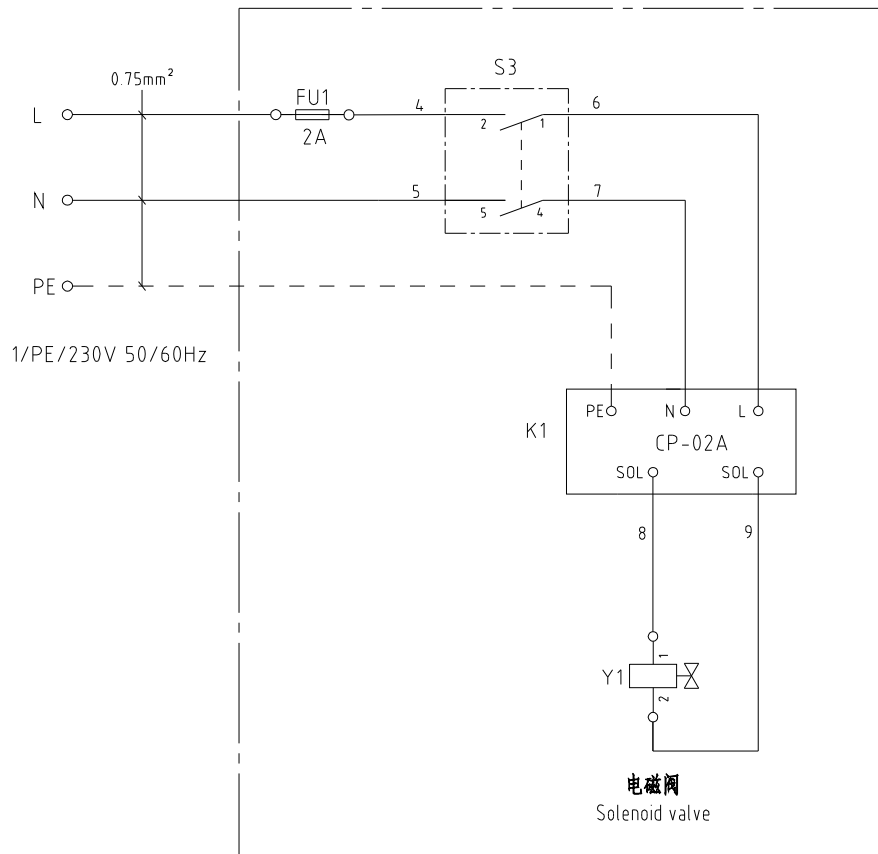 0.75mm²
S3
L
FU1
4
6
2
1
2A
N
5
7
5
4
PE
1/PE/230V 50/60Hz
PE
N
L
K1
CP-02A
SOL
SOL
8
9
1
Y1
2
电磁阀
Solenoid valve